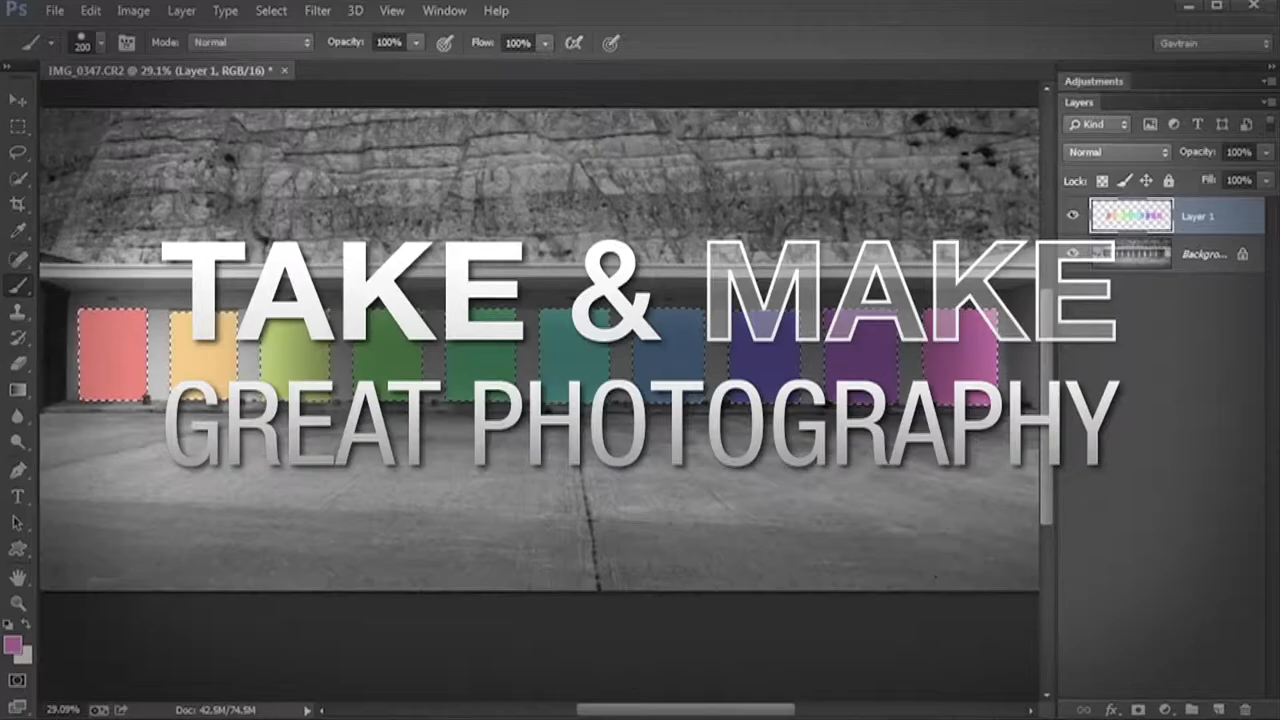 Ps File Edit Image Layer Type Select Filter 3D View Window Help
200 Mode: Normal Opacity: 100% Flow: 100% Gavtrain
IMG_0347.CR2 @ 29.1% (Layer 1, RGB/16) * ×
Adjustments
Layers
Kind
Normal Opacity: 100%
Lock: Fill: 100%
Layer 1
Backgro...
TAKE & MAKE
GREAT PHOTOGRAPHY
29.09% Doc: 42.5M/74.5M